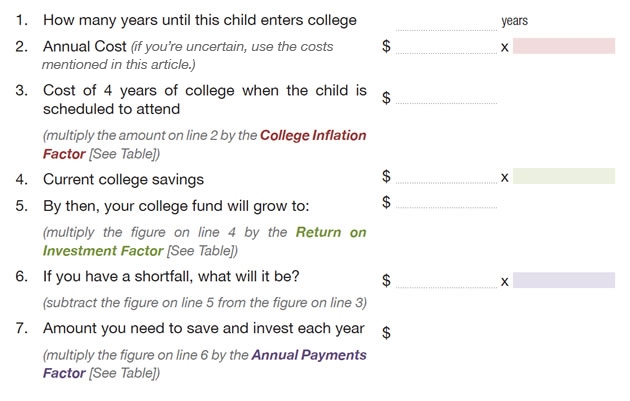 1. How many years until this child enters college years
2. Annual Cost (if you're uncertain, use the costs $ x
mentioned in this article.)
3. Cost of 4 years of college when the child is
scheduled to attend $
(multiply the amount on line 2 by the College Inflation
Factor [See Table])
4. Current college savings $ x
5. By then, your college fund will grow to: $
(multiply the figure on line 4 by the Return on
Investment Factor [See Table])
6. If you have a shortfall, what will it be? $ x
(subtract the figure on line 5 from the figure on line 3)
7. Amount you need to save and invest each year $
(multiply the figure on line 6 by the Annual Payments
Factor [See Table])